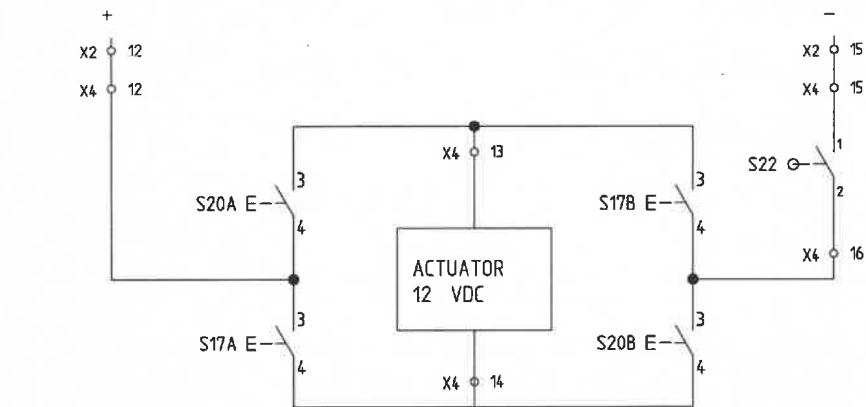 +
−
X2 12
X2 15
X4 12
X4 15
X4 13
1
S22
2
3
S20A E
4
3
S17B E
4
X4 16
ACTUATOR
12 VDC
3
S17A E
4
3
S20B E
4
X4 14